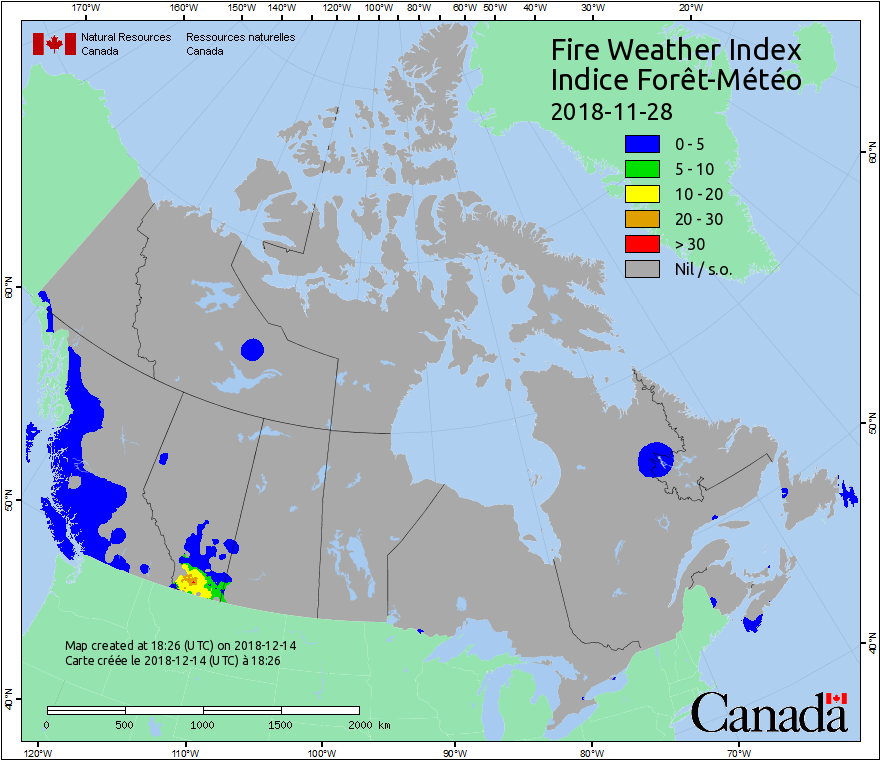 170°W 160°W 150°W 140°W 130°W 120°W 110°W 100°W 90°W 80°W 70°W 60°W 50°W 40°W 30°W 20°W
Natural Resources Canada
Ressources naturelles Canada
Fire Weather Index
Indice Forêt-Météo
2018-11-28
0 - 5
5 - 10
10 - 20
20 - 30
> 30
Nil / s.o.
60°N
50°N
40°N
60°N
50°N
40°N
Map created at 18:26 (UTC) on 2018-12-14
Carte créée le 2018-12-14 (UTC) à 18:26
0 500 1000 1500 2000 km
Canada
120°W 110°W 100°W 90°W 80°W 70°W